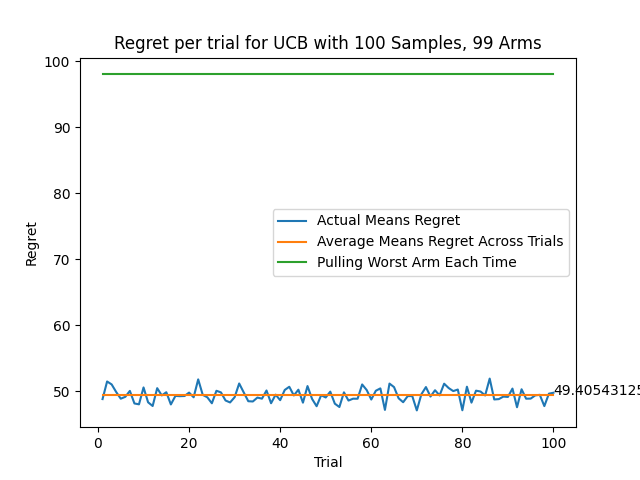 Regret per trial for UCB with 100 Samples, 99 Arms
100
90
80
70
60
50
Regret
Actual Means Regret
Average Means Regret Across Trials
Pulling Worst Arm Each Time
49.40543125
0
20
40
60
80
100
Trial